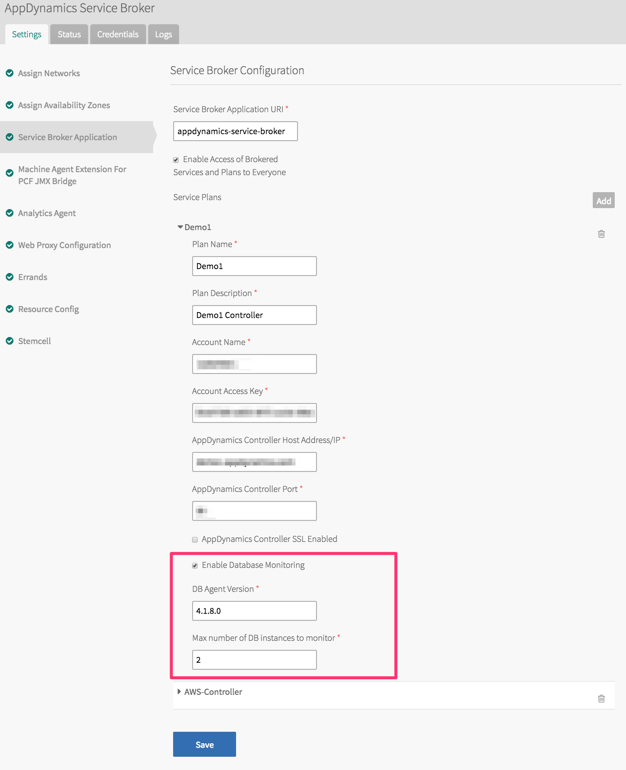 AppDynamics Service Broker
Settings
Status
Credentials
Logs
Assign Networks
Assign Availability Zones
Service Broker Application
Machine Agent Extension For
PCF JMX Bridge
Analytics Agent
Web Proxy Configuration
Errands
Resource Config
Stemcell
Service Broker Configuration
Service Broker Application URI *
appdynamics-service-broker
Enable Access of Brokered
Services and Plans to Everyone
Service Plans
Add
Demo1
Plan Name *
Demo1
Plan Description *
Demo1 Controller
Account Name *
Account Access Key *
AppDynamics Controller Host Address/IP *
AppDynamics Controller Port *
AppDynamics Controller SSL Enabled
Enable Database Monitoring
DB Agent Version *
4.1.8.0
Max number of DB instances to monitor *
2
AWS-Controller
Save